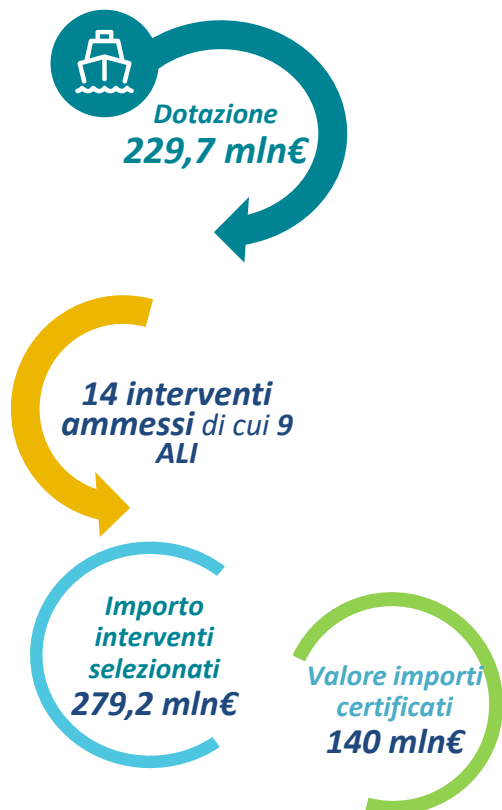 Dotazione
229,7 mln€
14 interventi
ammessi di cui 9
ALI
Importo
interventi
selezionati
279,2 mln€
Valore importi
certificati
140 mln€